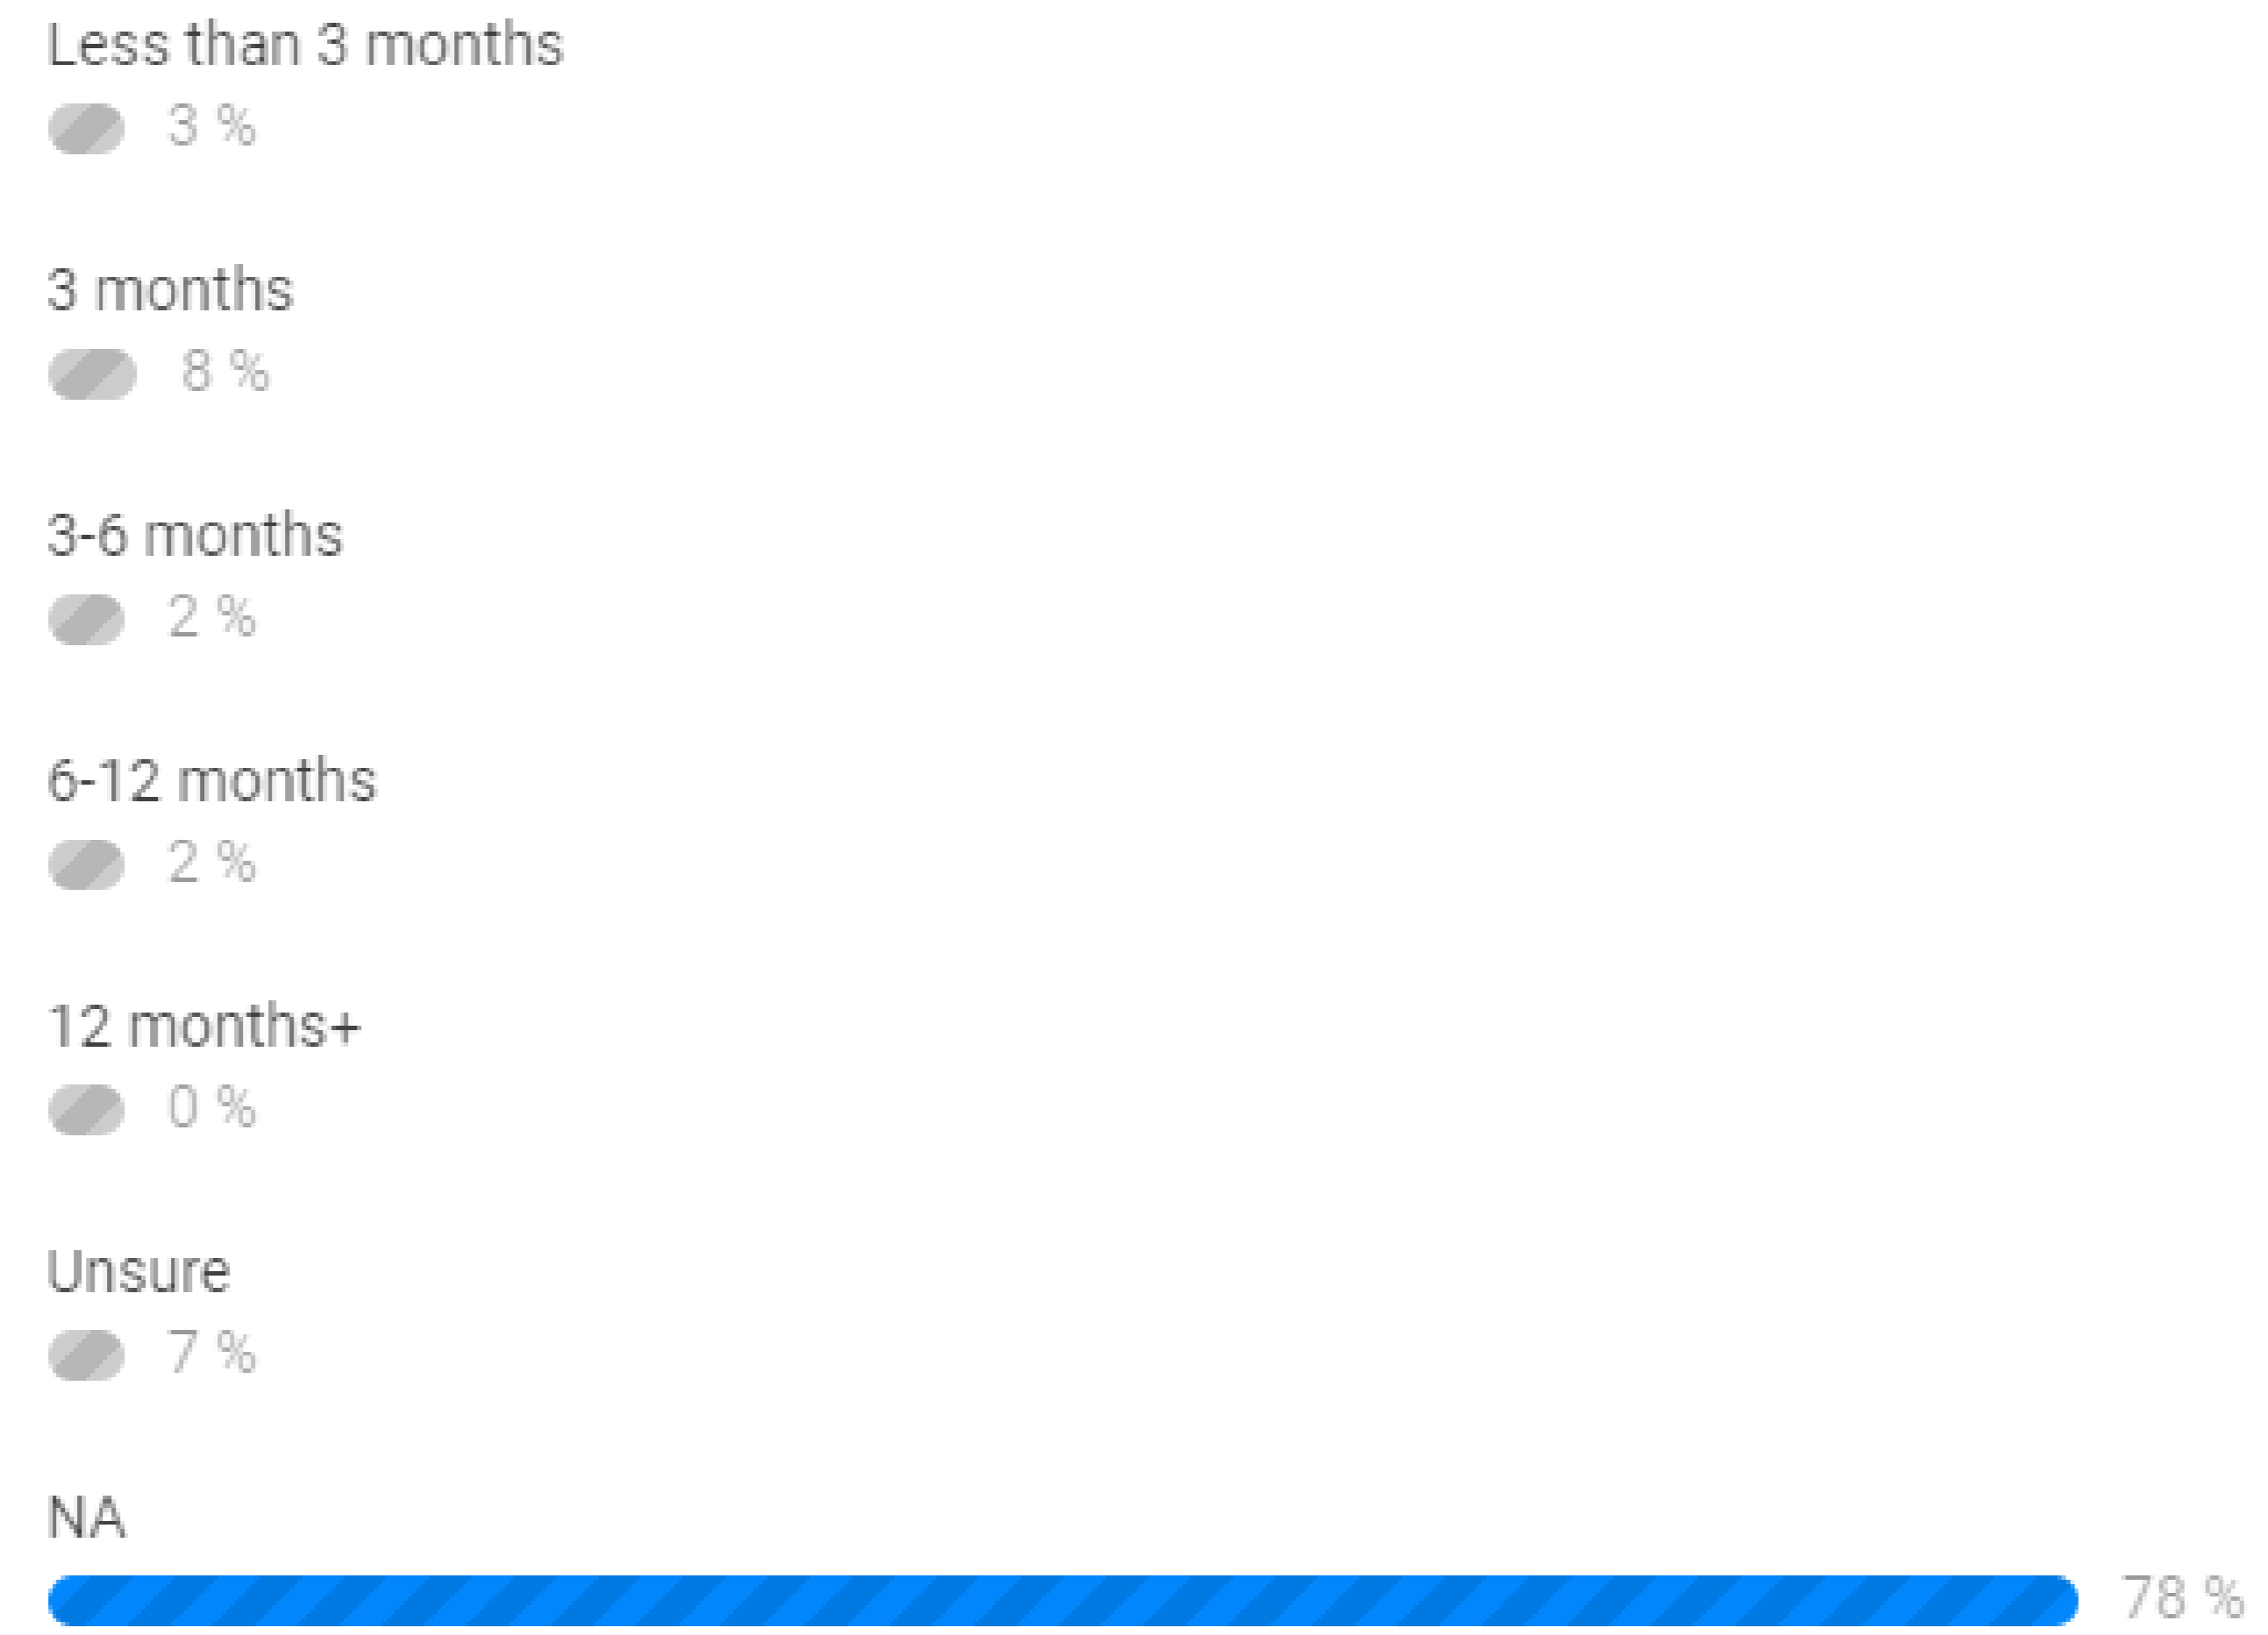 Less than 3 months
3 %
3 months
8 %
3-6 months
2 %
6-12 months
2 %
12 months+
0 %
Unsure
7 %
NA
78 %